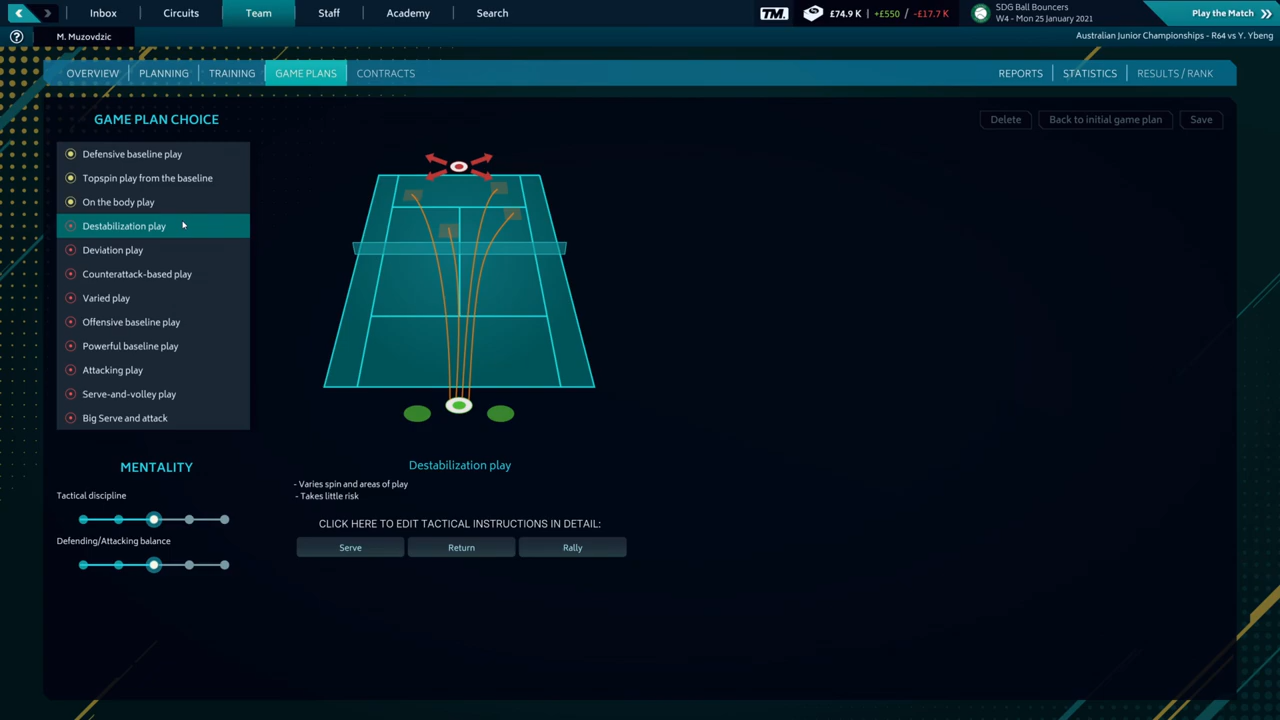 Inbox
Circuits
Team
Staff
Academy
Search
TM.
£74.9 K
+£550 / -£17.7 K
SDG Ball Bouncers
W4 - Mon 25 January 2021
Play the Match
?
M. Muzovdzic
Australian Junior Championships - R64 vs Y. Ybeng
OVERVIEW
PLANNING
TRAINING
GAME PLANS
CONTRACTS
REPORTS
STATISTICS
RESULTS / RANK
GAME PLAN CHOICE
Delete
Back to initial game plan
Save
Defensive baseline play
Topspin play from the baseline
On the body play
Destabilization play
Deviation play
Counterattack-based play
Varied play
Offensive baseline play
Powerful baseline play
Attacking play
Serve-and-volley play
Big Serve and attack
MENTALITY
Tactical discipline
Defending/Attacking balance
Destabilization play
- Varies spin and areas of play
- Takes little risk
CLICK HERE TO EDIT TACTICAL INSTRUCTIONS IN DETAIL:
Serve
Return
Rally